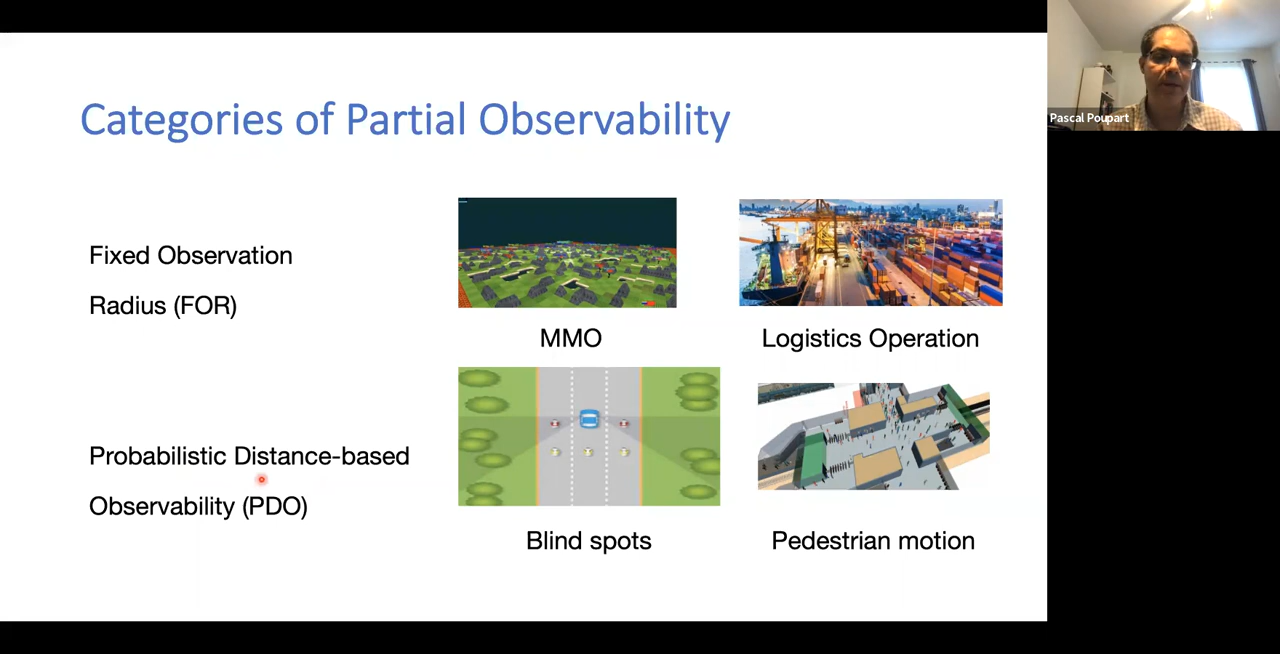 Categories of Partial Observability
Pascal Poupart
Fixed Observation
Radius (FOR)
MMO
Logistics Operation
Probabilistic Distance-based
Observability (PDO)
Blind spots
Pedestrian motion